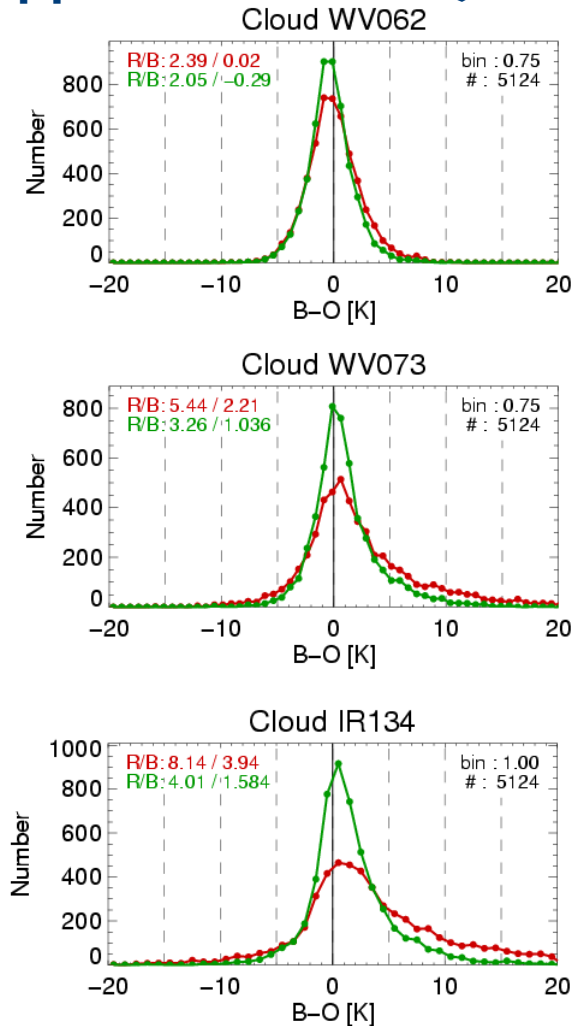 Cloud WV062
R/B: 2.39 / 0.02
R/B: 2.05 / −0.29
bin : 0.75
# : 5124
800
600
400
200
0
Number
−20 −10 0 10 20
B−O [K]
Cloud WV073
R/B: 5.44 / 2.21
R/B: 3.26 / 1.036
bin : 0.75
# : 5124
800
600
400
200
0
Number
−20 −10 0 10 20
B−O [K]
Cloud IR134
R/B: 8.14 / 3.94
R/B: 4.01 / 1.584
bin : 1.00
# : 5124
1000
800
600
400
200
0
Number
−20 −10 0 10 20
B−O [K]